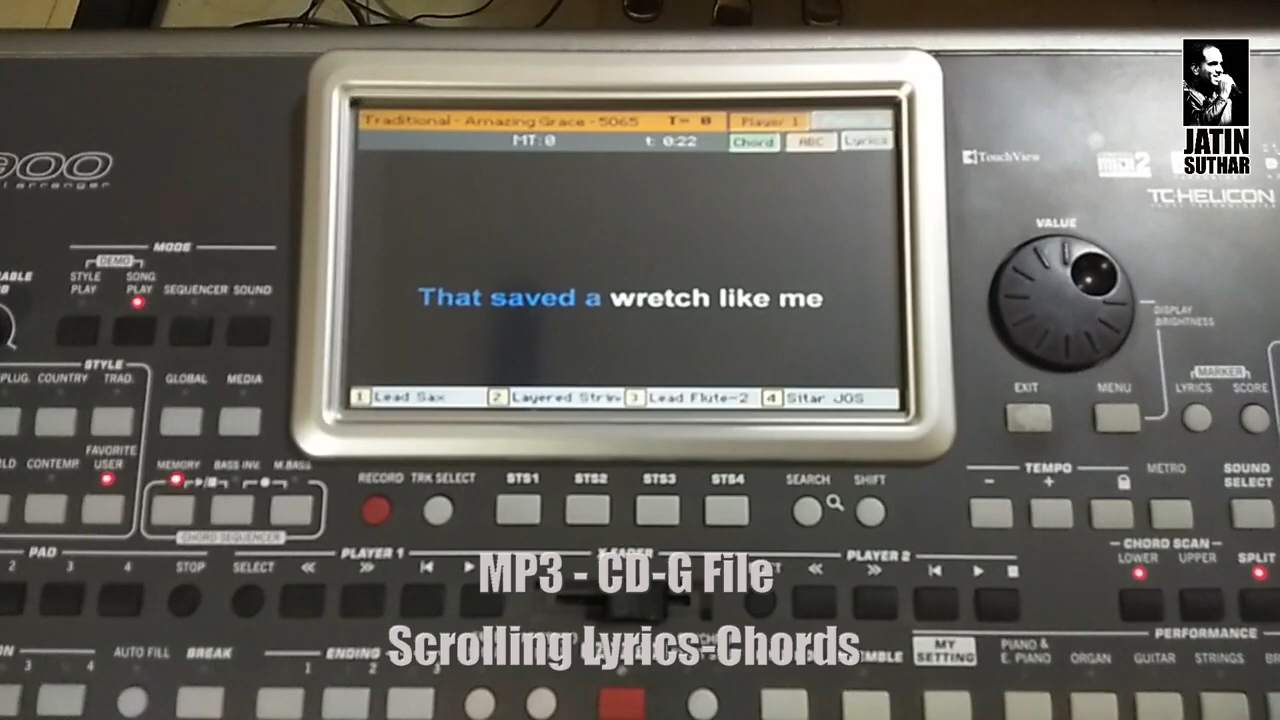 JATIN
SUTHAR
Traditional - Amazing Grace - 5065 T= 0 Player 1
MT: 0 t: 0:22 Chord ABC Lyrics
That saved a wretch like me
1 Lead Sax 2 Layered Strin 3 Lead Flute-2 4 Sitar JOS
900
arranger
TouchView
MIDI2
TC-HELICON
VALUE
DISPLAY
BRIGHTNESS
EXIT MENU
MARKER
LYRICS SCORE
MODE
DEMO
STYLE PLAY
SONG PLAY
SEQUENCER SOUND
STYLE
COUNTRY TRAD. GLOBAL MEDIA
CONTEMP. FAVORITE
USER
MEMORY BASS INV. M.BASS
CHORD SEQUENCER
RECORD TRK SELECT STS1 STS2 STS3 STS4 SEARCH SHIFT
TEMPO METRO SOUND
SELECT
- +
CHORD SCAN
LOWER UPPER SPLIT
PAD PLAYER 1 X-FADER PLAYER 2
2 3 4 STOP SELECT
MP3 - CD-G File
Scrolling Lyrics-Chords
3 4 AUTO FILL BREAK ENDING
1 2 3
PERFORMANCE
MY
SETTING
PIANO &
E. PIANO
ORGAN GUITAR STRINGS